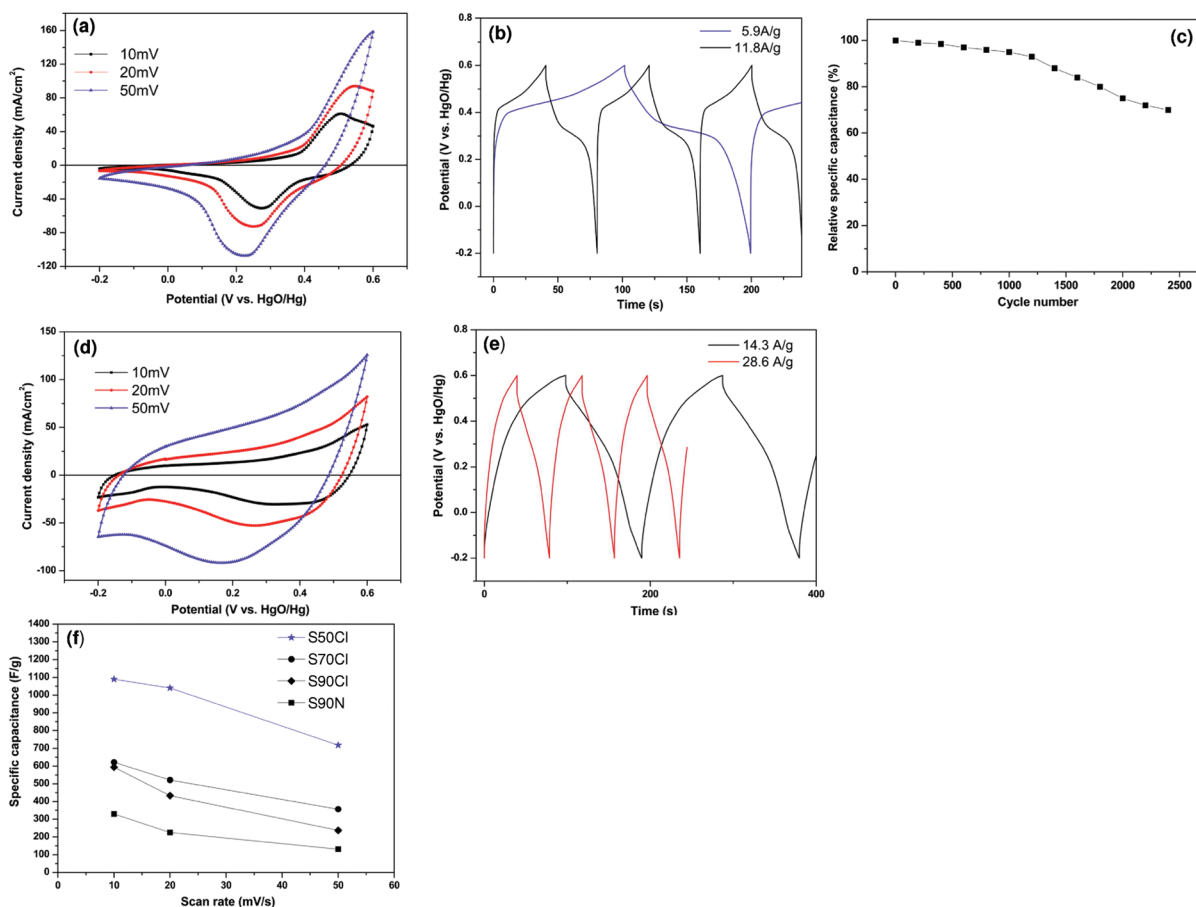 (a)
10mV
20mV
50mV
160
120
80
40
0
-40
-80
-120
-0.2
0.0
0.2
0.4
0.6
Current density (mA/cm²)
Potential (V vs. HgO/Hg)
(b)
5.9A/g
11.8A/g
0.8
0.6
0.4
0.2
0.0
-0.2
0
50
100
150
200
Potential (V vs. HgO/Hg)
Time (s)
(c)
100
80
60
40
20
0
0
500
1000
1500
2000
2500
Relative specific capacitance (%)
Cycle number
(d)
10mV
20mV
50mV
150
125
100
75
50
25
0
-25
-50
-75
-100
-0.2
0.0
0.2
0.4
0.6
Current density (mA/cm²)
Potential (V vs. HgO/Hg)
(e)
14.3 A/g
28.6 A/g
0.8
0.6
0.4
0.2
0.0
-0.2
0
200
400
Potential (V vs. HgO/Hg)
Time (s)
(f)
S50Cl
S70Cl
S90Cl
S90N
1400
1300
1200
1100
1000
900
800
700
600
500
400
300
200
100
0
0
10
20
30
40
50
60
Specific capacitance (F/g)
Scan rate (mV/s)